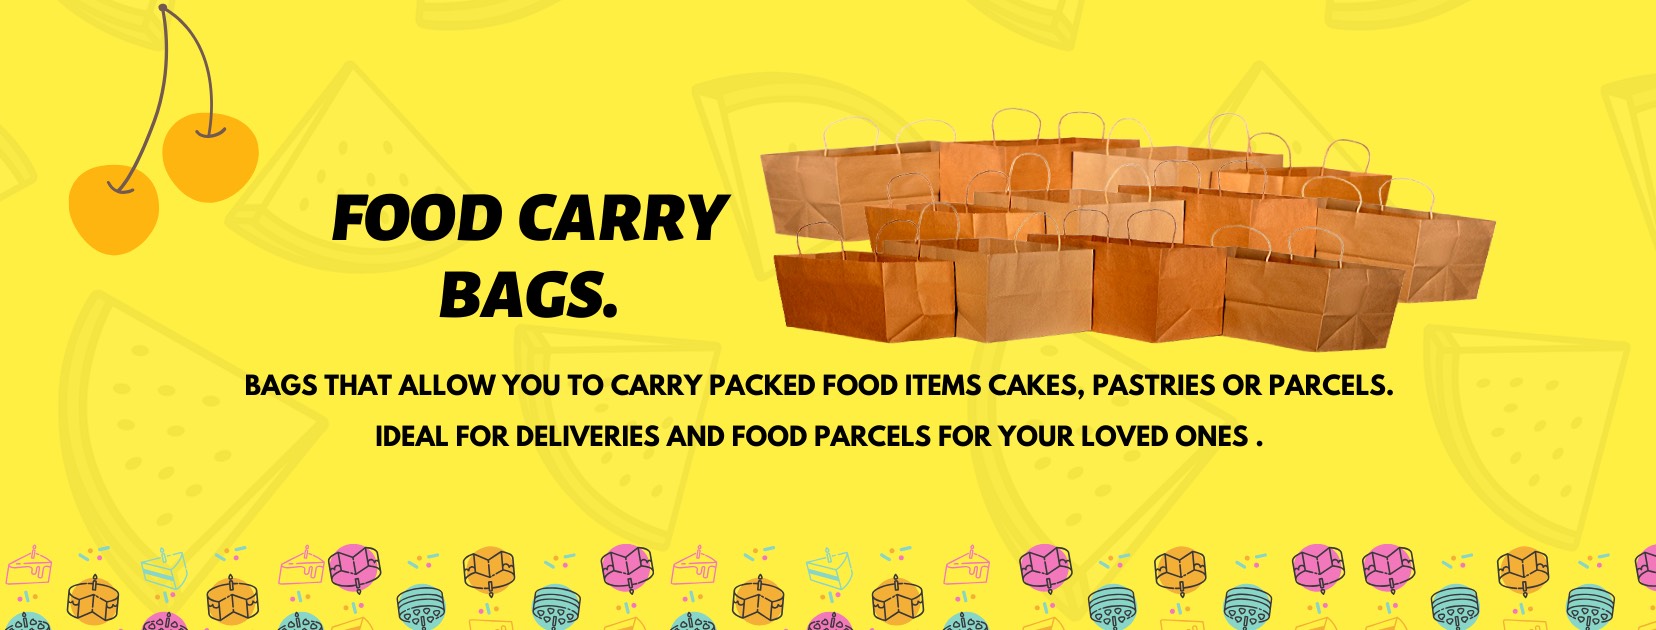 FOOD CARRY
BAGS.
BAGS THAT ALLOW YOU TO CARRY PACKED FOOD ITEMS CAKES, PASTRIES OR PARCELS.
IDEAL FOR DELIVERIES AND FOOD PARCELS FOR YOUR LOVED ONES .